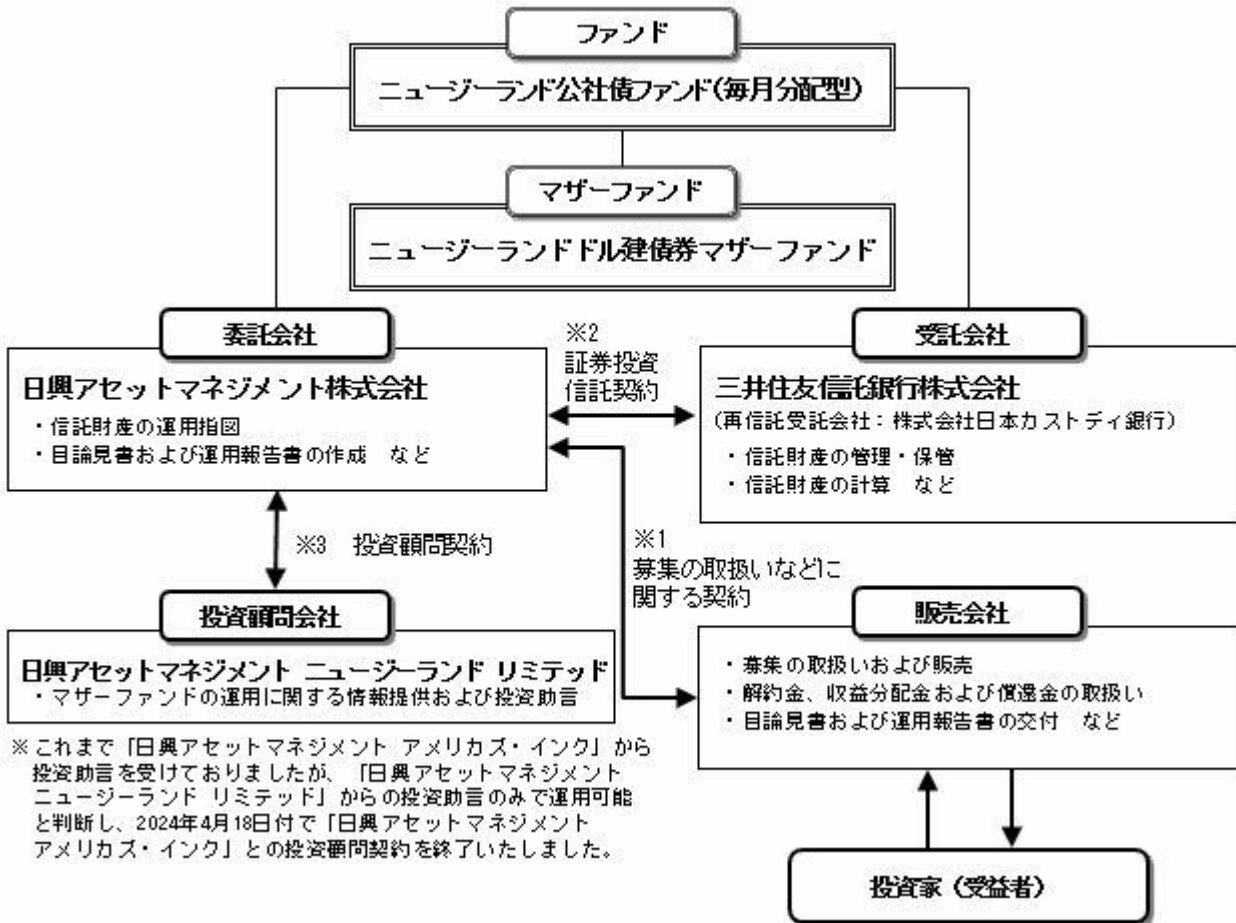 ファンド
ニュージーランド公社債ファンド(毎月分配型)
マザーファンド
ニュージーランドドル建債券マザーファンド
委託会社
日興アセットマネジメント株式会社
・信託財産の運用指図
・目論見書および運用報告書の作成 など
※2
証券投資
信託契約
受託会社
三井住友信託銀行株式会社
(再信託受託会社:株式会社日本カストディ銀行)
・信託財産の管理・保管
・信託財産の計算 など
※3 投資顧問契約
※1
募集の取扱いなどに
関する契約
投資顧問会社
日興アセットマネジメント ニュージーランド リミテッド
・マザーファンドの運用に関する情報提供および投資助言
販売会社
・募集の取扱いおよび販売
・解約金、収益分配金および償還金の取扱い
・目論見書および運用報告書の交付 など
※これまで「日興アセットマネジメント アメリカズ・インク」から
投資助言を受けておりましたが、「日興アセットマネジメント
ニュージーランド リミテッド」からの投資助言のみで運用可能
と判断し、2024年4月18日付で「日興アセットマネジメント
アメリカズ・インク」との投資顧問契約を終了いたしました。
投資家(受益者)